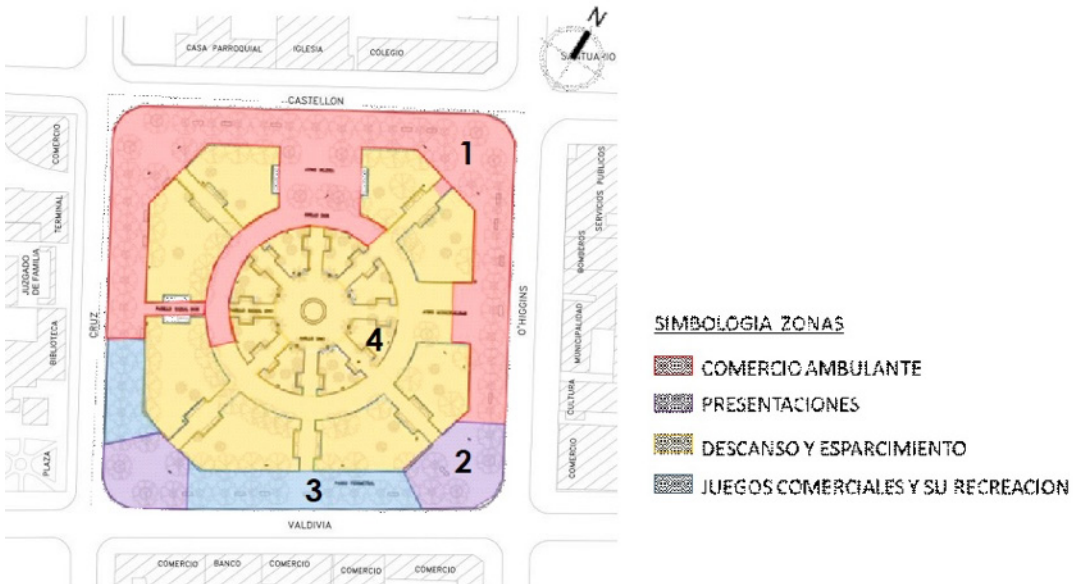 N
CASA PARROQUIAL
IGLESIA
COLEGIO
SANTUARIO
CASTELLON
COMERCIO
1
SERVICIOS PUBLICOS
TERMINAL
BOMBEROS
JUZGADO
DE FAMILIA
CRUZ
O'HIGGINS
BIBLIOTECA
4
MUNICIPALIDAD
SIMBOLOGIA ZONAS
COMERCIO AMBULANTE
CULTURA
PRESENTACIONES
PLAZA
2
COMERCIO
DESCANSO Y ESPARCIMIENTO
3
JUEGOS COMERCIALES Y SU RECREACION
VALDIVIA
COMERCIO
BANCO
COMERCIO
COMERCIO
COMERCIO